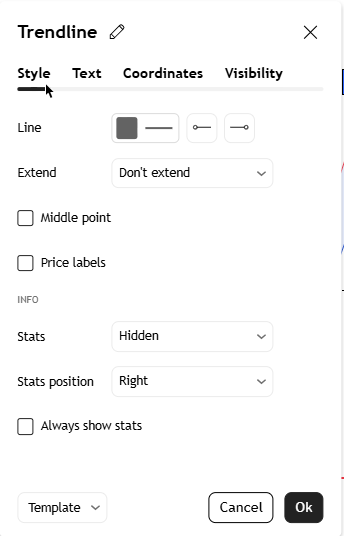 Trendline
Style Text Coordinates Visibility
Line
Extend Don't extend
Middle point
Price labels
INFO
Stats Hidden
Stats position Right
Always show stats
Template Cancel Ok